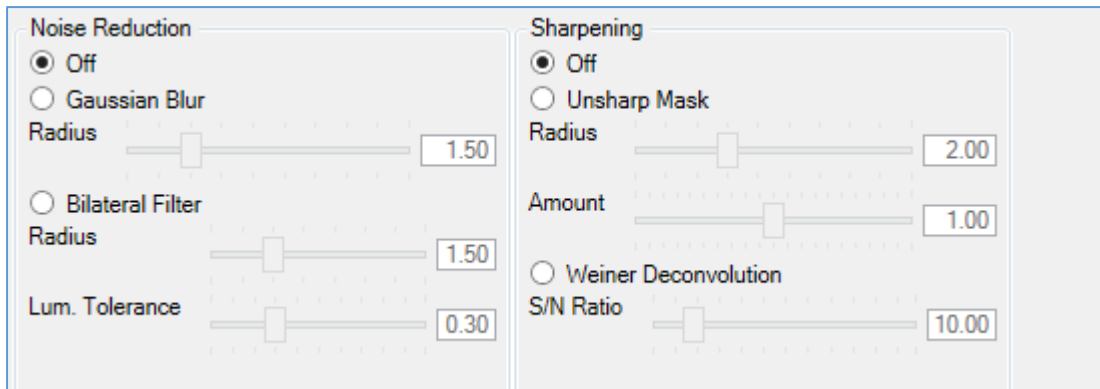 Noise Reduction
Off
Gaussian Blur
Radius
1.50
Bilateral Filter
Radius
1.50
Lum. Tolerance
0.30
Sharpening
Off
Unsharp Mask
Radius
2.00
Amount
1.00
Weiner Deconvolution
S/N Ratio
10.00